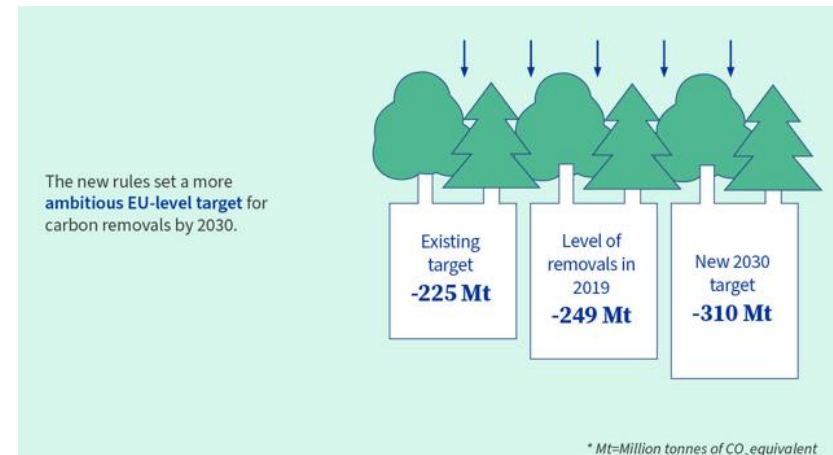 The new rules set a more
ambitious EU-level target for
carbon removals by 2030.
Existing
target
-225 Mt
Level of
removals in
2019
-249 Mt
New 2030
target
-310 Mt
* Mt=Million tonnes of CO₂equivalent